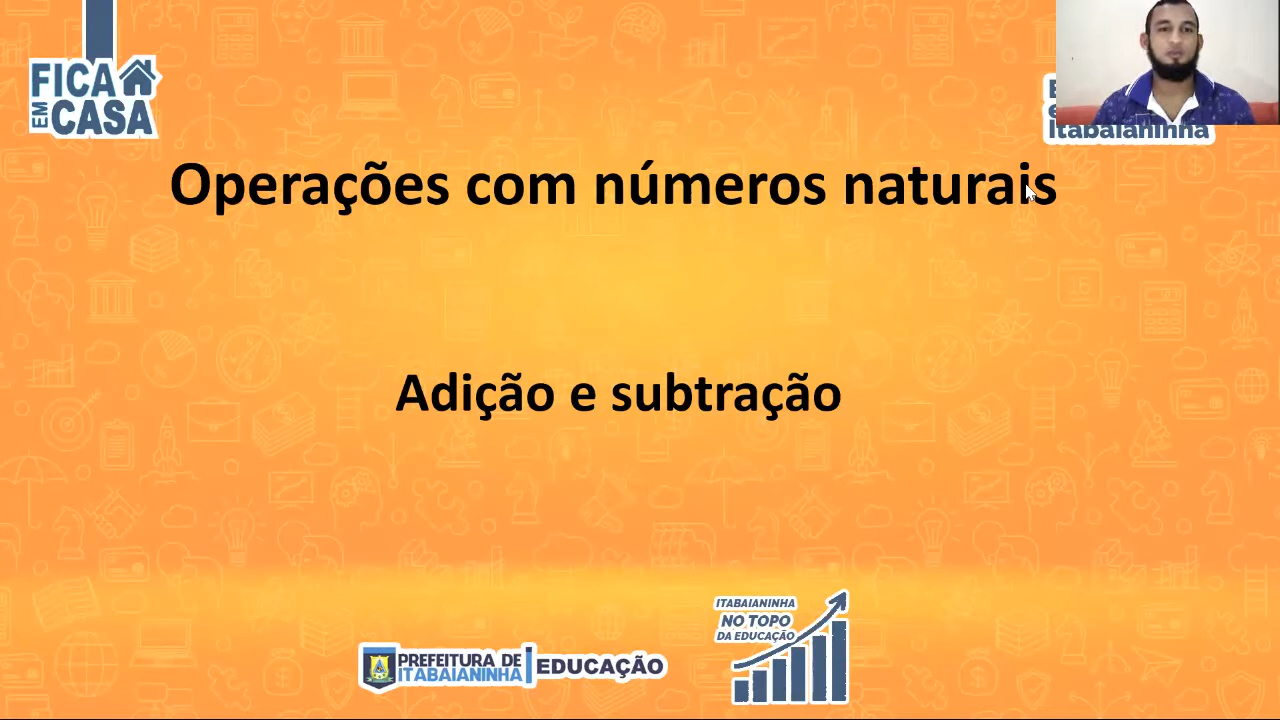 FICA
EM CASA
Itabaianinha
Operações com números naturais
Adição e subtração
ITABAIANINHA
NO TOPO
DA EDUCAÇÃO
PREFEITURA DE
ITABAIANINHA
EDUCAÇÃO